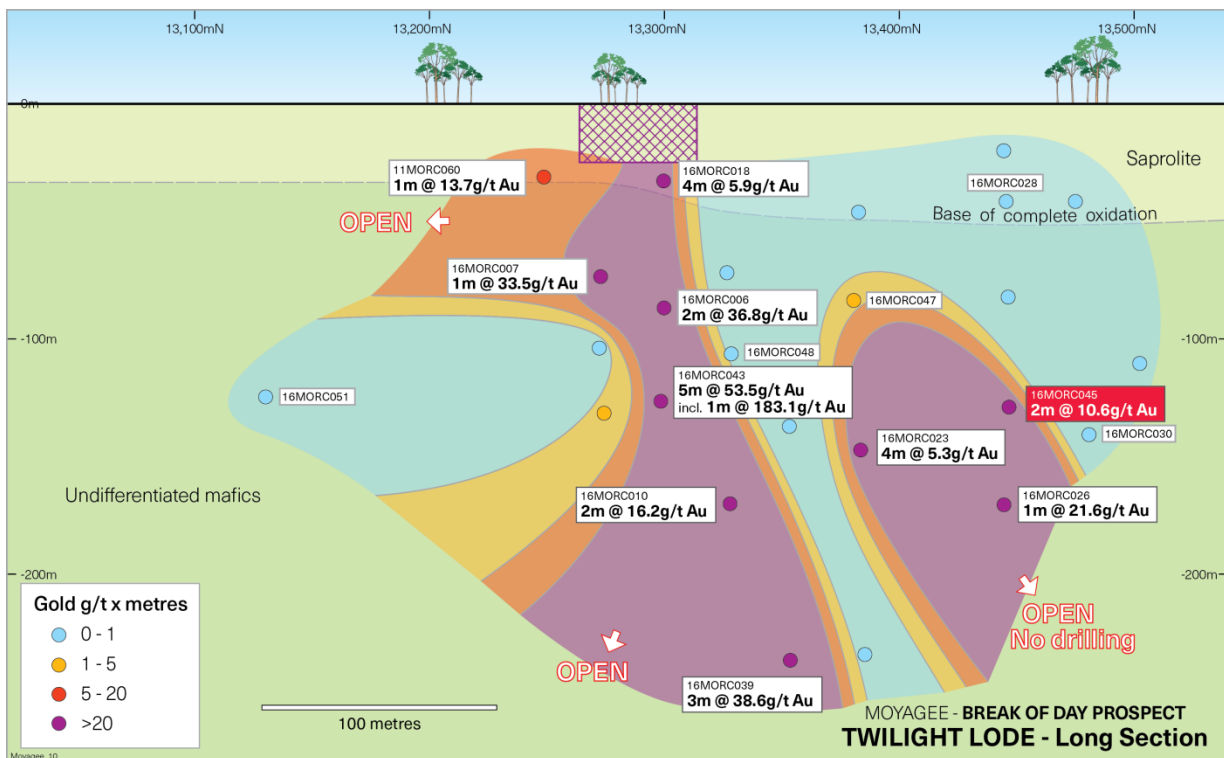 13,100mN
13,200mN
13,300mN
13,400mN
13,500mN
0m
Saprolite
11MORC060
1m @ 13.7g/t Au
16MORC018
4m @ 5.9g/t Au
16MORC028
Base of complete oxidation
OPEN
16MORC007
1m @ 33.5g/t Au
16MORC006
2m @ 36.8g/t Au
16MORC047
-100m
-100m
16MORC048
16MORC043
5m @ 53.5g/t Au
incl. 1m @ 183.1g/t Au
16MORC051
16MORC045
2m @ 10.6g/t Au
16MORC030
16MORC023
4m @ 5.3g/t Au
Undifferentiated mafics
16MORC010
2m @ 16.2g/t Au
16MORC026
1m @ 21.6g/t Au
-200m
-200m
OPEN
No drilling
OPEN
16MORC039
3m @ 38.6g/t Au
Gold g/t x metres
0 - 1
1 - 5
5 - 20
>20
100 metres
MOYAGEE - BREAK OF DAY PROSPECT
TWILIGHT LODE - Long Section
Moyagee_10